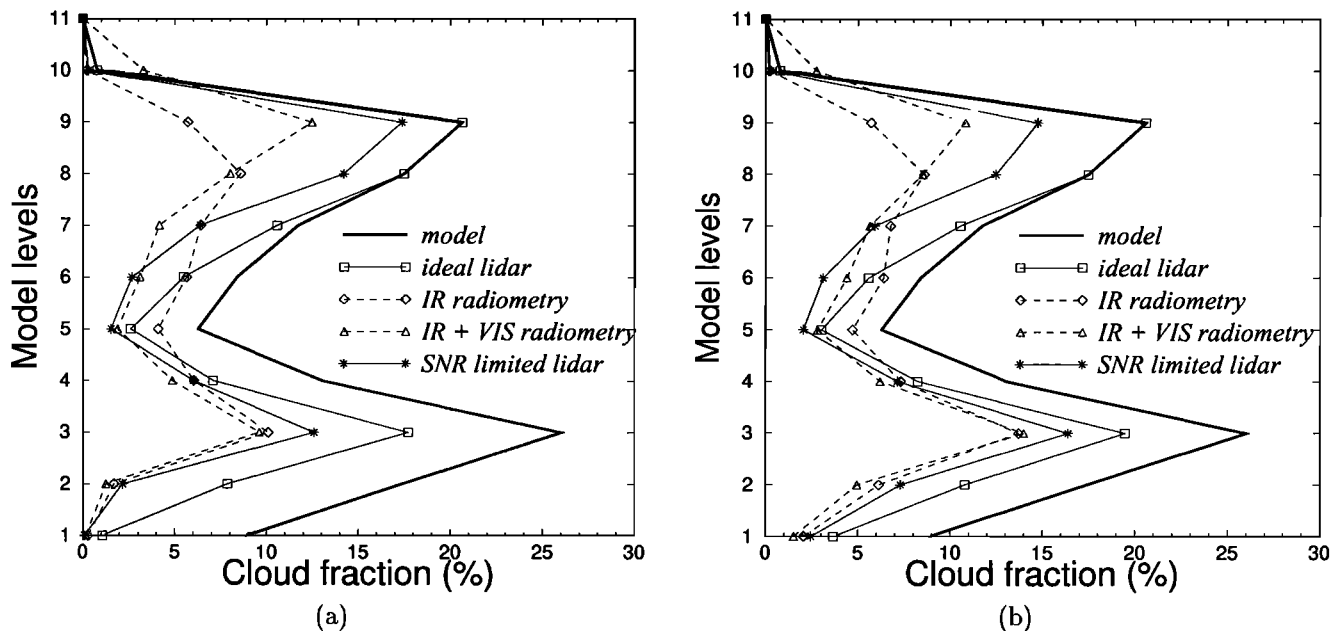 11
10
9
8
7
6
5
4
3
2
1
Model levels
model
ideal lidar
IR radiometry
IR + VIS radiometry
SNR limited lidar
0 5 10 15 20 25 30
Cloud fraction (%)
(a)
11
10
9
8
7
6
5
4
3
2
1
Model levels
model
ideal lidar
IR radiometry
IR + VIS radiometry
SNR limited lidar
0 5 10 15 20 25 30
Cloud fraction (%)
(b)